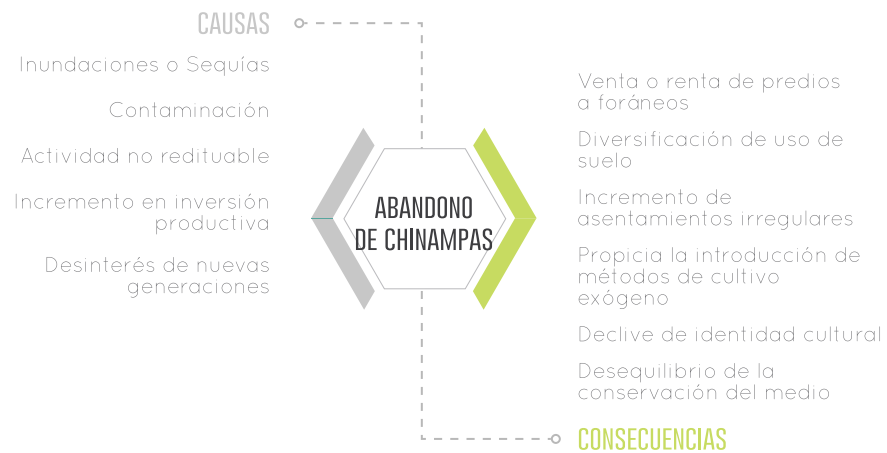 CAUSAS
Inundaciones o Sequías
Contaminación
Actividad no redituable
Incremento en inversión
productiva
Desinterés de nuevas
generaciones
ABANDONO
DE CHINAMPAS
Venta o renta de predios
a foráneos
Diversificación de uso de
suelo
Incremento de
asentamientos irregulares
Propicia la introducción de
métodos de cultivo
exógeno
Declive de identidad cultural
Desequilibrio de la
conservación del medio
CONSECUENCIAS